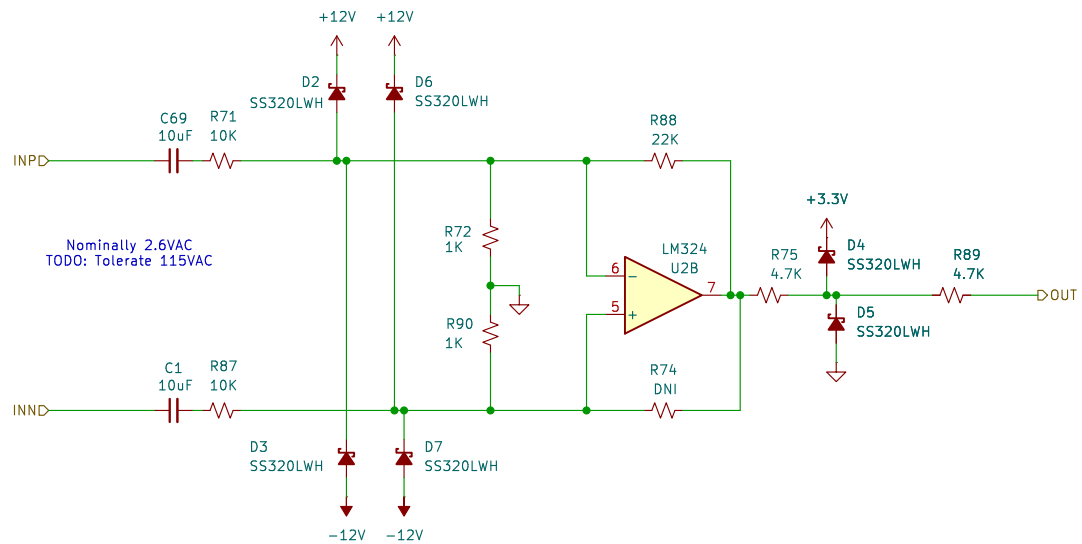 +12V
+12V
D2
SS320LWH
D6
SS320LWH
C69
10uF
R71
10K
R88
22K
INP
+3.3V
R72
1K
Nominally 2.6VAC
TODO: Tolerate 115VAC
LM324
U2B
6
7
5
−
+
R75
4.7K
D4
SS320LWH
R89
4.7K
OUT
D5
SS320LWH
R90
1K
C1
10uF
R87
10K
R74
DNI
INN
D3
SS320LWH
D7
SS320LWH
-12V
-12V